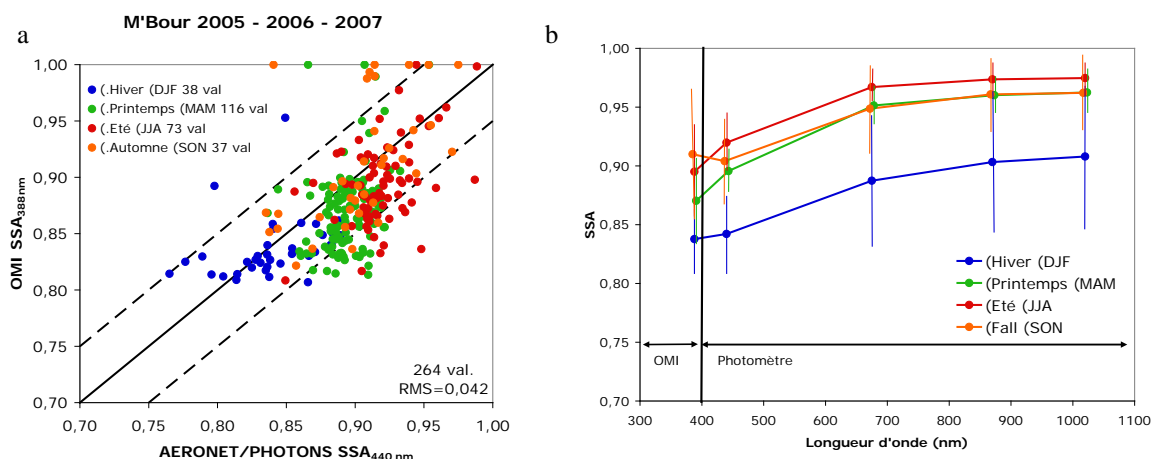 M'Bour 2005 - 2006 - 2007
a
OMI SSA388nm
1,00
0,95
0,90
0,85
0,80
0,75
0,70
(.Hiver (DJF 38 val
(.Printemps (MAM 116 val
(.Eté (JJA 73 val
(.Automne (SON 37 val
264 val.
RMS=0,042
0,70 0,75 0,80 0,85 0,90 0,95 1,00
AERONET/PHOTONS SSA440 nm
b
SSA
1,00
0,95
0,90
0,85
0,80
0,75
0,70
(Hiver (DJF
(Printemps (MAM
(Eté (JJA
(Fall (SON
OMI
Photomètre
300 400 500 600 700 800 900 1000 1100
Longueur d'onde (nm)